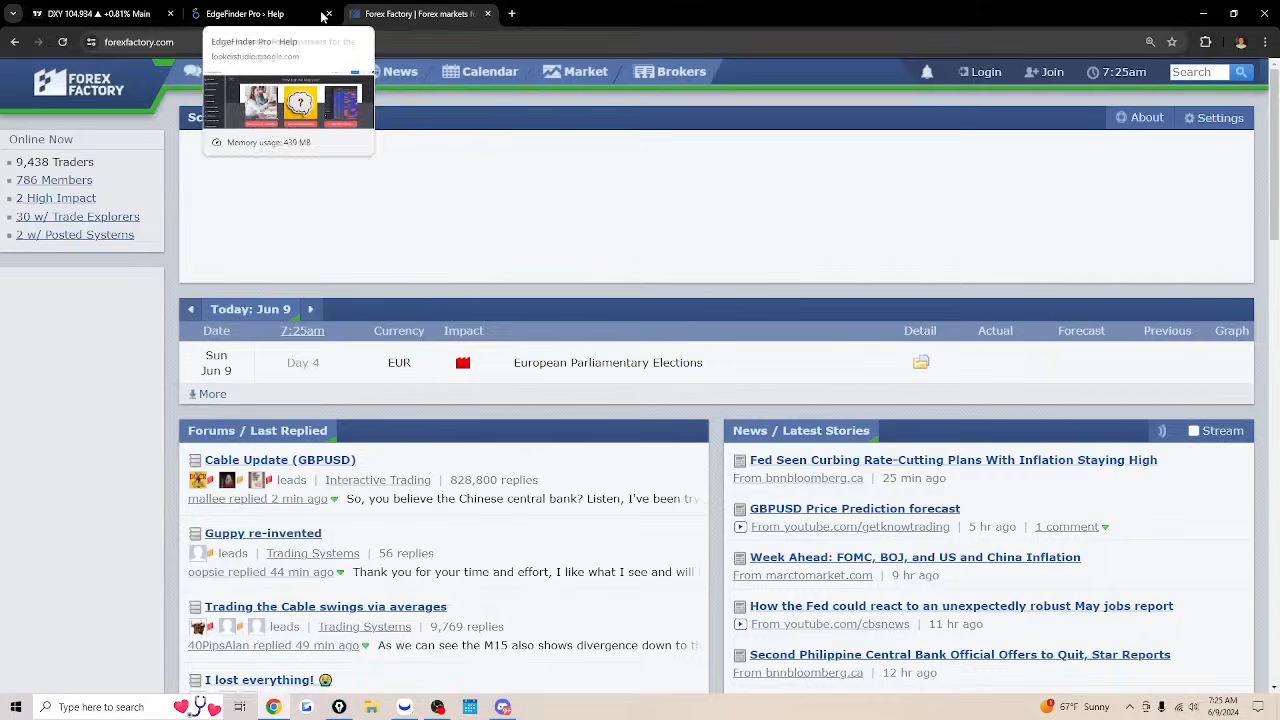 DXY 104.934 ▲ +0.81% Main
EdgeFinder Pro - Help
Forex Factory | Forex markets f
forexfactory.com
EdgeFinder Pro - Help
lookerstudio.google.com
Memory usage: 439 MB
FOREX
FACTORY
News
Calendar
Market
Brokers
Login
Join
7:25am
Search
About
Settings
Online Now
9,438 Traders
786 Members
2 High Impact
30 w/ Trade Explorers
2 w/ Posted Systems
Today: Jun 9
Date 7:25am Currency Impact Detail Actual Forecast Previous Graph
Sun
Jun 9
Day 4 EUR European Parliamentary Elections
More
Forums / Last Replied
Cable Update (GBPUSD)
leads | Interactive Trading | 828,800 replies
mallee replied 2 min ago So, you believe the Chinese central bank? Listen, I've been try
Guppy re-invented
leads | Trading Systems | 56 replies
oopsie replied 44 min ago Thank you for your time and effort, I like what I see and will
Trading the Cable swings via averages
leads | Trading Systems | 9,769 replies
40PipsAlan replied 49 min ago As we can see the M15 also shows divergence down to th
I lost everything!
News / Latest Stories
Stream
Fed Seen Curbing Rate-Cutting Plans With Inflation Staying High
From bnnbloomberg.ca | 25 min ago
GBPUSD Price Prediction forecast
From youtube.com/getknowtrading | 5 hr ago | 1 comment
Week Ahead: FOMC, BOJ, and US and China Inflation
From marctomarket.com | 9 hr ago
How the Fed could react to an unexpectedly robust May jobs report
From youtube.com/cbsnews | 11 hr ago
Second Philippine Central Bank Official Offers to Quit, Star Reports
From bnnbloomberg.ca | 12 hr ago
Type here to search
Sunny
7:25 AM
6/9/2024